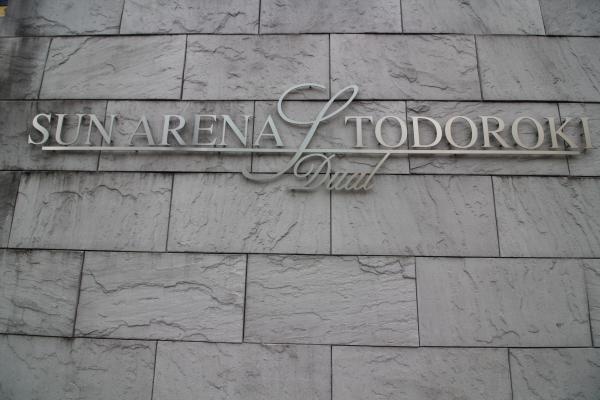 SUN ARENA L TODOROKI
Dual